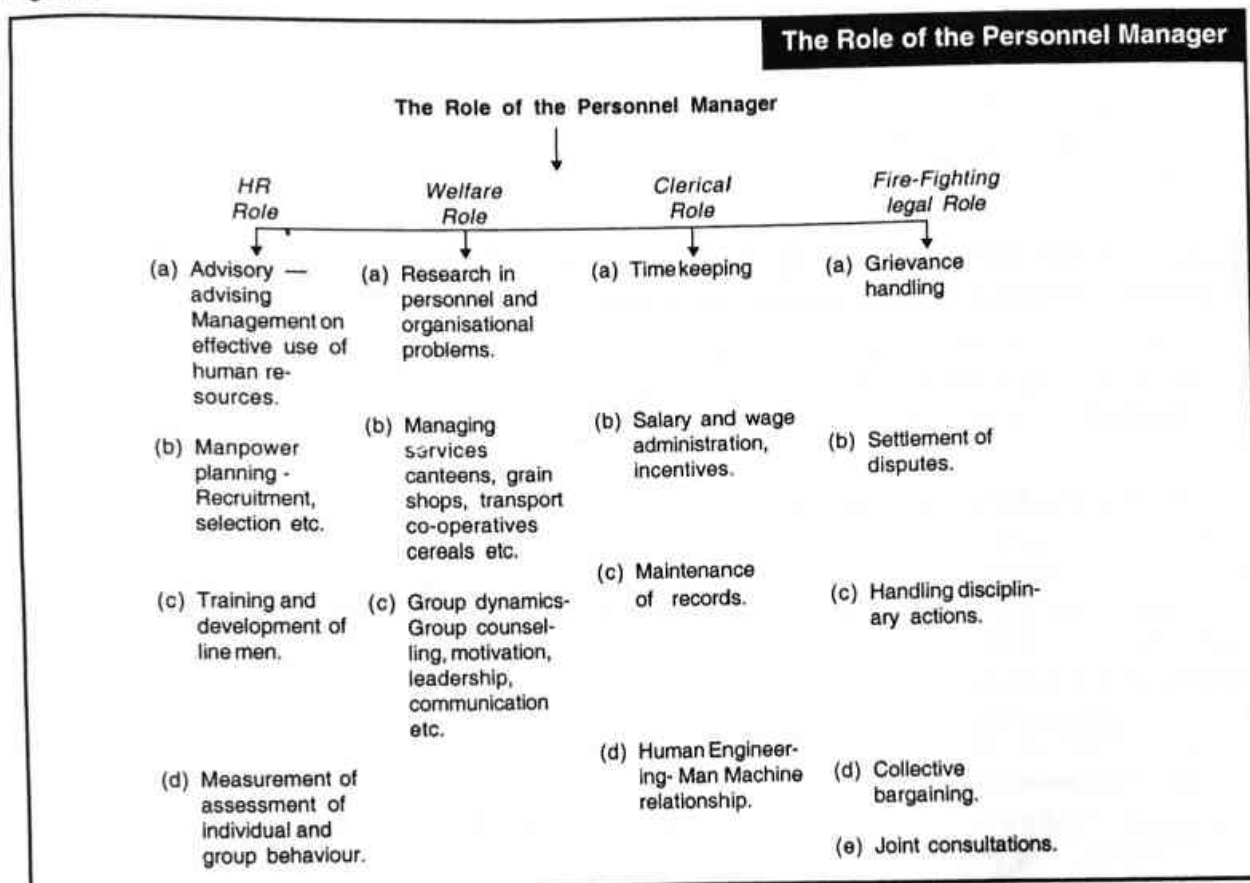 The Role of the Personnel Manager
The Role of the Personnel Manager
HR
Role
Welfare
Role
Clerical
Role
Fire-Fighting
legal Role
(a) Advisory —
advising
Management on
effective use of
human re-
sources.
(b) Manpower
planning -
Recruitment,
selection etc.
(c) Training and
development of
line men.
(d) Measurement of
assessment of
individual and
group behaviour.
(a) Research in
personnel and
organisational
problems.
(b) Managing
services
canteens, grain
shops, transport
co-operatives
cereals etc.
(c) Group dynamics-
Group counsel-
ling, motivation,
leadership,
communication
etc.
(a) Timekeeping
(b) Salary and wage
administration,
incentives.
(c) Maintenance
of records.
(d) Human Engineer-
ing- Man Machine
relationship.
(a) Grievance
handling
(b) Settlement of
disputes.
(c) Handling disciplin-
ary actions.
(d) Collective
bargaining.
(e) Joint consultations.